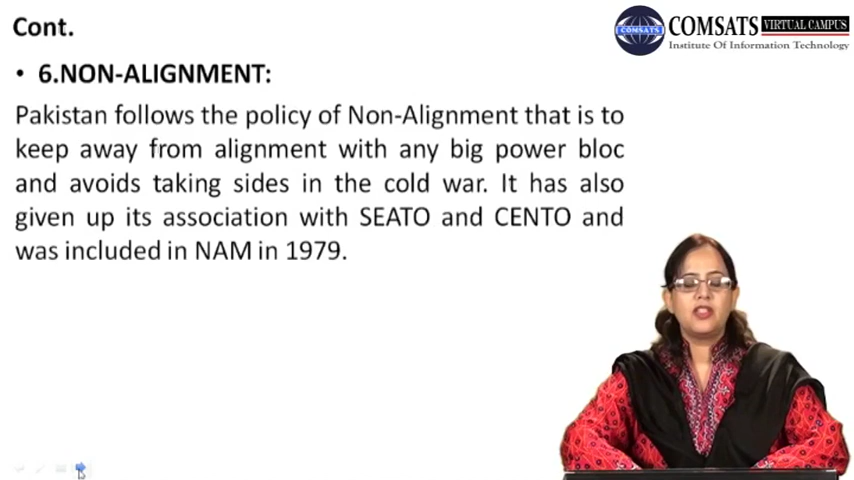 Cont.
COMSATS VIRTUAL CAMPUS
Institute Of Information Technology
COMSATS
• 6.NON-ALIGNMENT:
Pakistan follows the policy of Non-Alignment that is to
keep away from alignment with any big power bloc
and avoids taking sides in the cold war. It has also
given up its association with SEATO and CENTO and
was included in NAM in 1979.